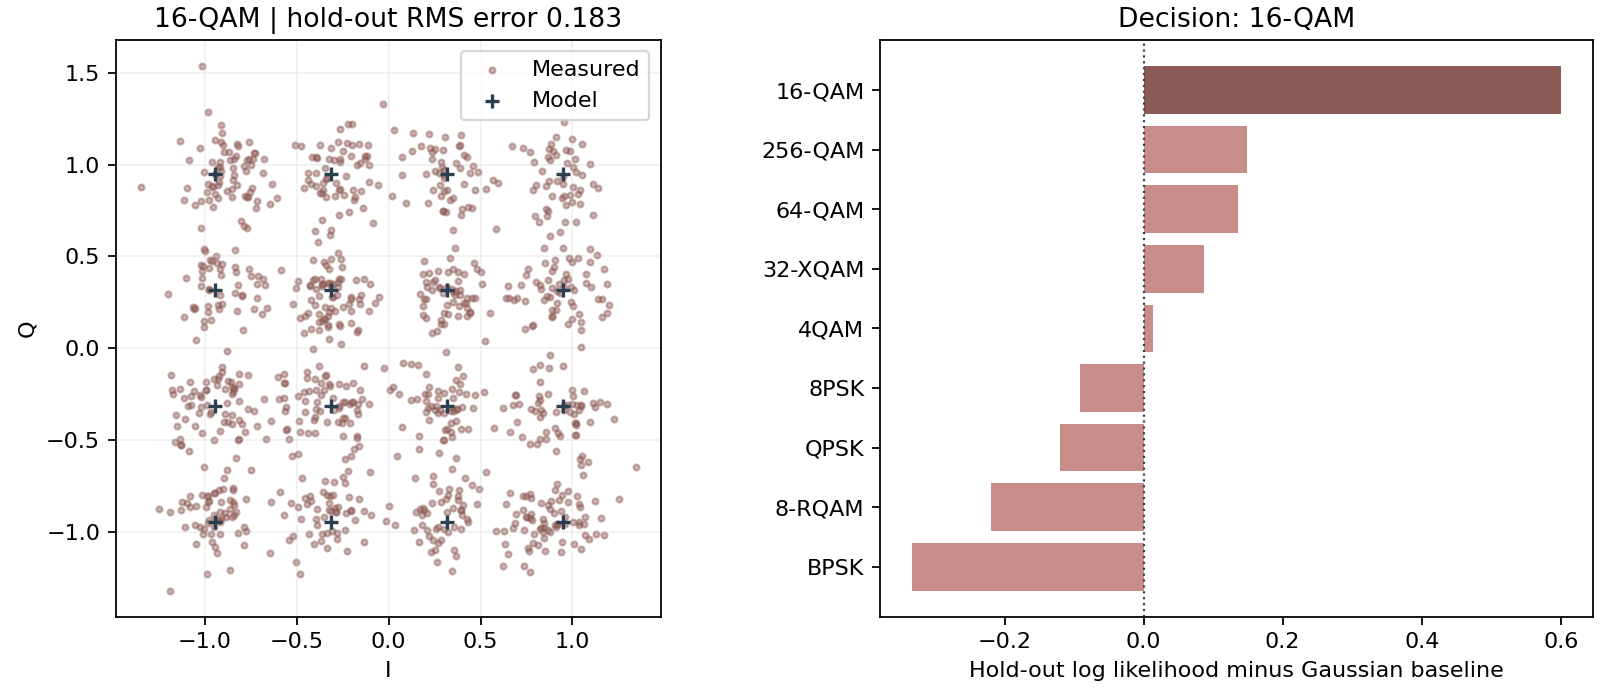 16-QAM | hold-out RMS error 0.183
Measured
Model
1.5
1.0
0.5
0.0
−0.5
−1.0
Q
−1.0
−0.5
0.0
0.5
1.0
I
Decision: 16-QAM
16-QAM
256-QAM
64-QAM
32-XQAM
4QAM
8PSK
QPSK
8-RQAM
BPSK
−0.2
0.0
0.2
0.4
0.6
Hold-out log likelihood minus Gaussian baseline